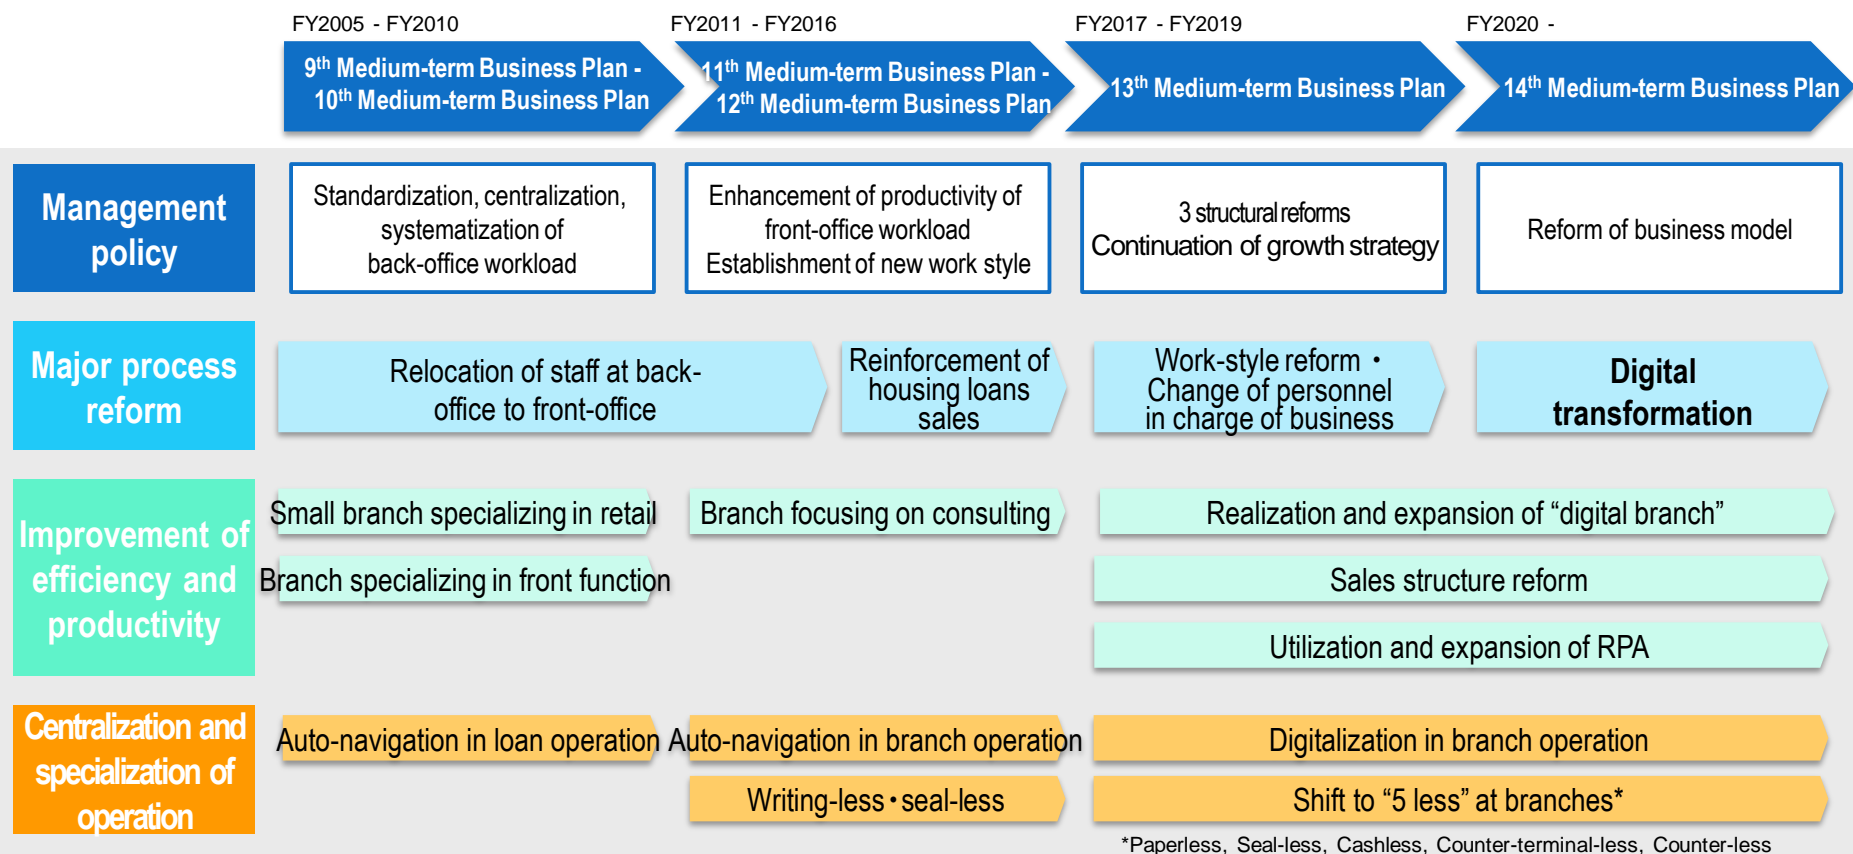 FY2005 - FY2010
FY2011 - FY2016
FY2017 - FY2019
FY2020 -
9th Medium-term Business Plan -
10th Medium-term Business Plan
11th Medium-term Business Plan -
12th Medium-term Business Plan
13th Medium-term Business Plan
14th Medium-term Business Plan
Management
policy
Standardization, centralization,
systematization of
back-office workload
Enhancement of productivity of
front-office workload
Establishment of new work style
3 structural reforms
Continuation of growth strategy
Reform of business model
Major process
reform
Relocation of staff at back-
office to front-office
Reinforcement of
housing loans
sales
Work-style reform・
Change of personnel
in charge of business
Digital
transformation
Improvement of
efficiency and
productivity
Small branch specializing in retail
Branch focusing on consulting
Realization and expansion of “digital branch”
Branch specializing in front function
Sales structure reform
Utilization and expansion of RPA
Centralization and
specialization of
operation
Auto-navigation in loan operation
Auto-navigation in branch operation
Digitalization in branch operation
Writing-less・seal-less
Shift to “5 less” at branches*
*Paperless, Seal-less, Cashless, Counter-terminal-less, Counter-less